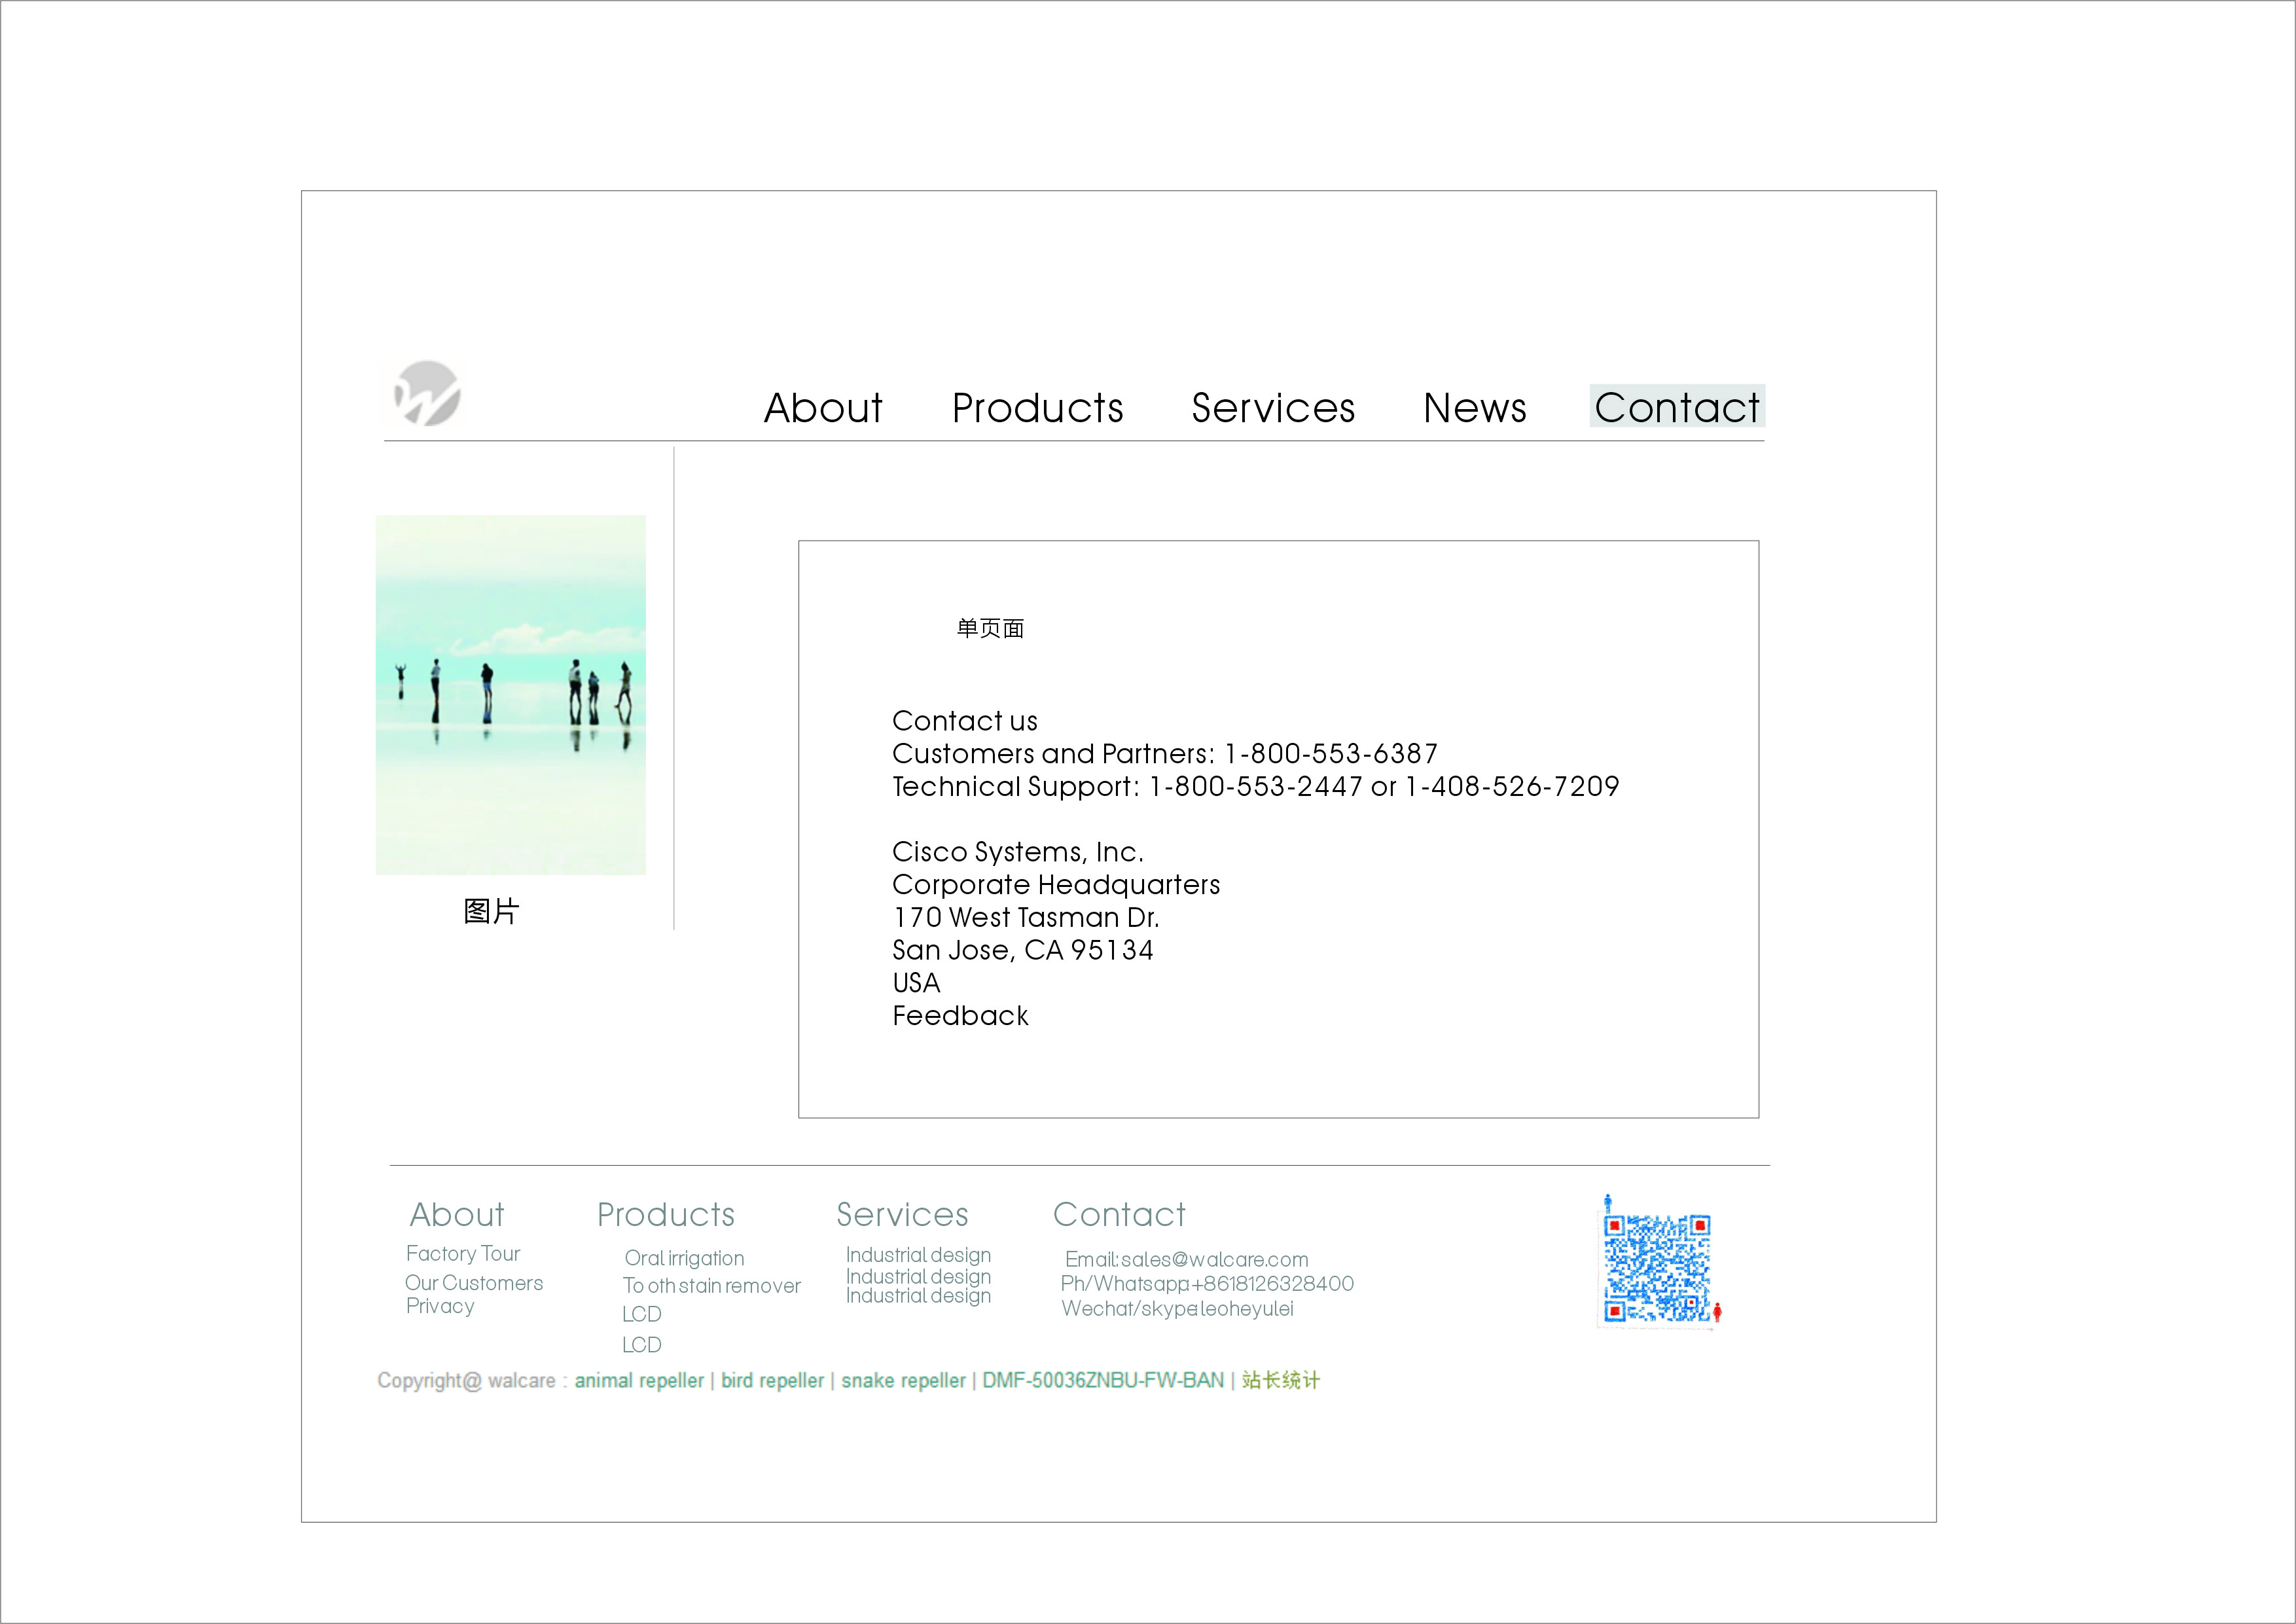 About Products Services News Contact
图片
单页面
Contact us
Customers and Partners: 1-800-553-6387
Technical Support: 1-800-553-2447 or 1-408-526-7209
Cisco Systems, Inc.
Corporate Headquarters
170 West Tasman Dr.
San Jose, CA 95134
USA
Feedback
About
Factory Tour
Our Customers
Privacy
Products
Oral irrigation
To oth stain remover
LCD
LCD
Services
Industrial design
Industrial design
Industrial design
Contact
Email:sales@walcare.com
Ph/Whatsapp:+8618126328400
Wechat/skype:leoheyulei
Copyright@ walcare : animal repeller | bird repeller | snake repeller | DMF-50036ZNBU-FW-BAN | 站长统计